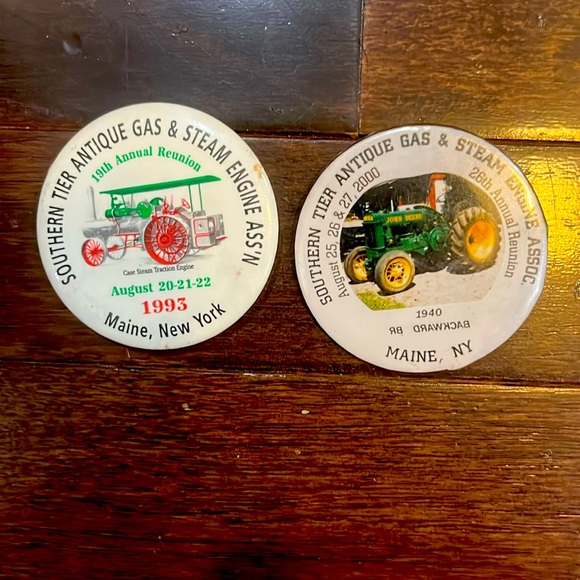 SOUTHERN TIER ANTIQUE GAS & STEAM ENGINE ASS'N
19th Annual Reunion
Case Steam Traction Engine
August 20-21-22
1993
Maine, New York
SOUTHERN TIER ANTIQUE GAS & STEAM ENGINE ASSOC.
August 25, 26 & 27, 2000
26th Annual Reunion
JOHN DEERE
1940
BACKWARD BR
MAINE, NY